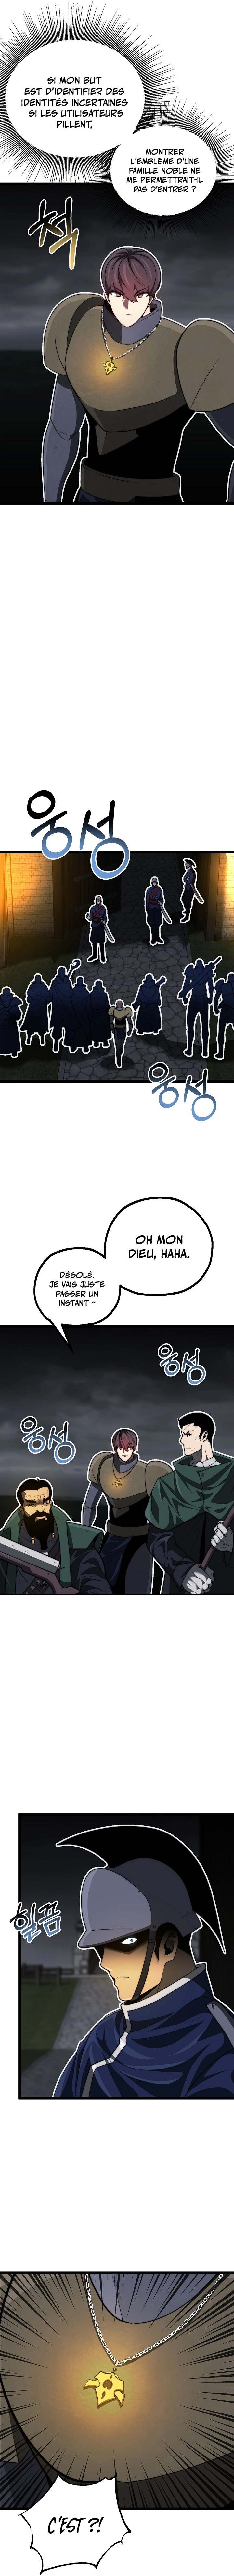 SI MON BUT
EST D'IDENTIFIER DES
IDENTITÉS INCERTAINES
SI LES UTILISATEURS
PILLENT,
MONTRER
L'EMBLÈME D'UNE
FAMILLE NOBLE NE
ME PERMETTRAIT-IL
PAS D'ENTRER ?
척
웅성
웅성
OH MON
DIEU, HAHA.
DÉSOLÉ.
JE VAIS JUSTE
PASSER UN
INSTANT ~
웅성
웅성
힐끔
C'EST ?!